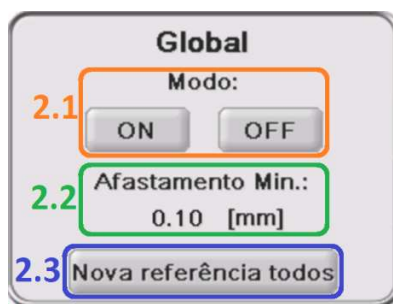 Global
2.1
Modo:
ON OFF
2.2
Afastamento Min.:
0.10 [mm]
2.3
Nova referência todos